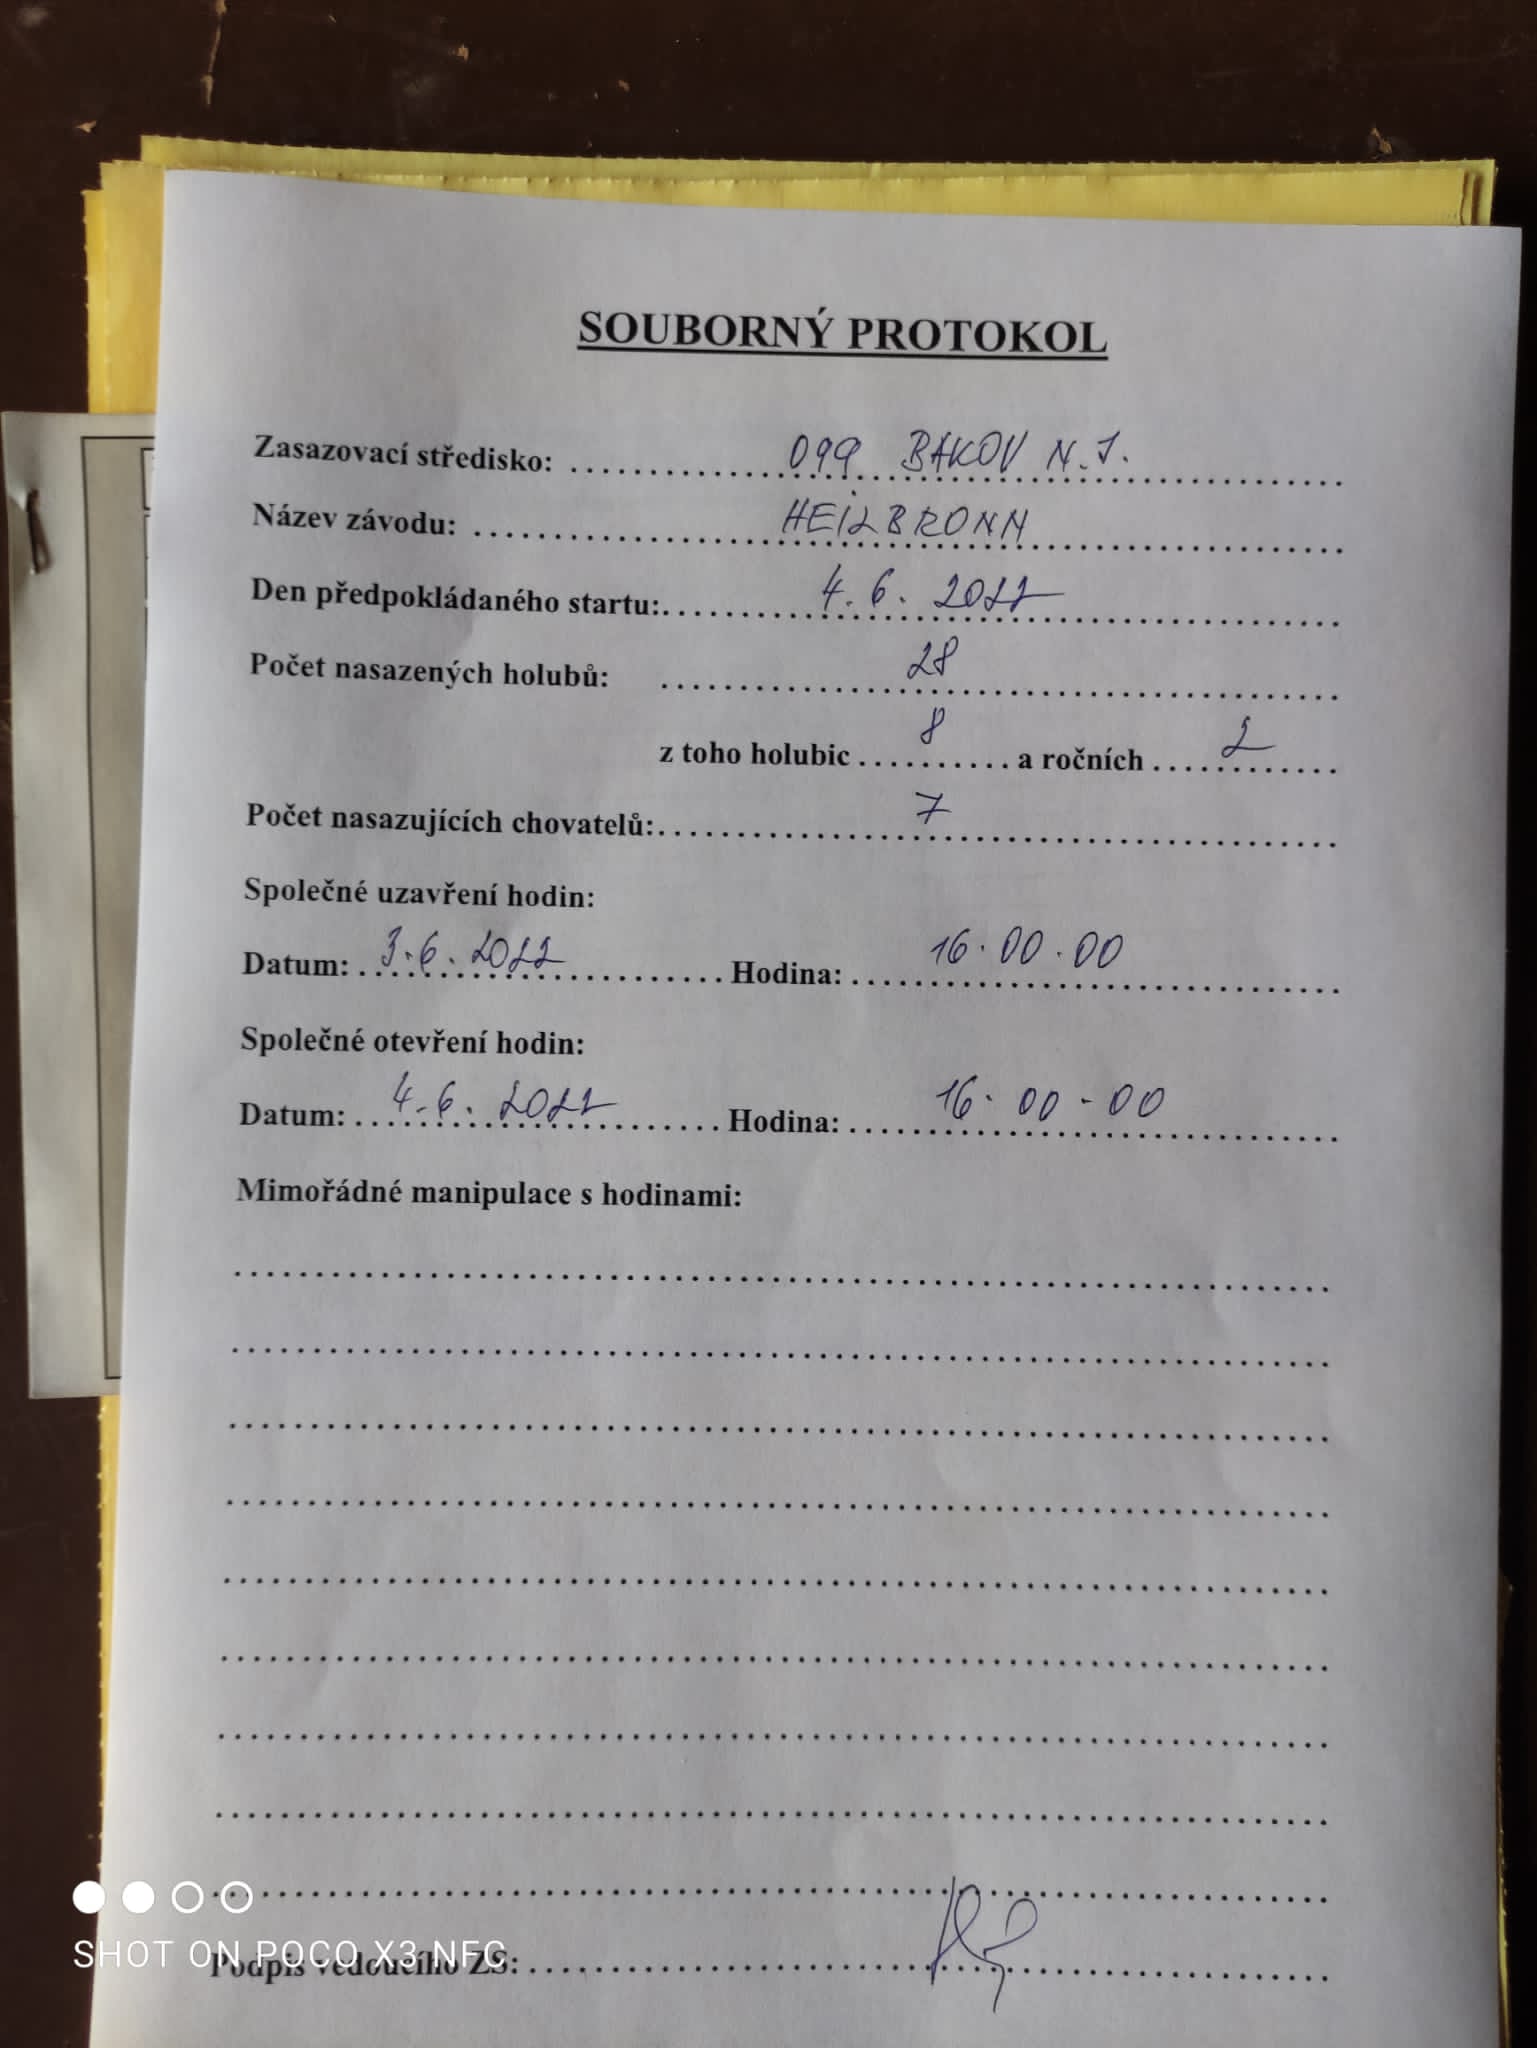 SOUBORNÝ PROTOKOL
Zasazovací středisko: 099 BAKOV N.J.
Název závodu: HEILBRONN
Den předpokládaného startu: 4.6. 2022
Počet nasazených holubů: 28
z toho holubic 8 a ročních 2
Počet nasazujících chovatelů: 7
Společné uzavření hodin:
Datum: 3.6. 2022 Hodina: 16.00.00
Společné otevření hodin:
Datum: 4.6. 2022 Hodina: 16.00-00
Mimořádné manipulace s hodinami:
Podpis vedoucího ZS:
SHOT ON POCO X3 NFC